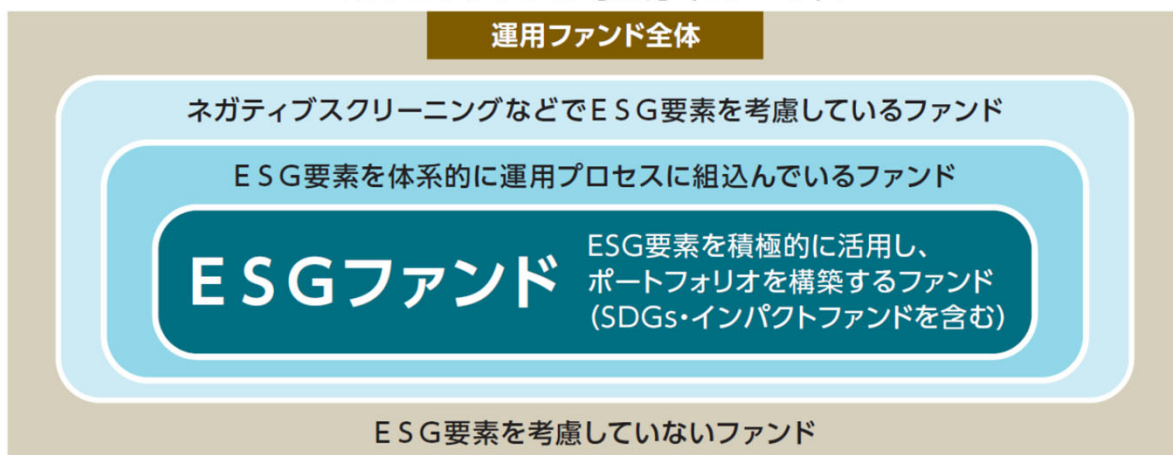 運用ファンド全体
ネガティブスクリーニングなどでESG要素を考慮しているファンド
ESG要素を体系的に運用プロセスに組込んでいるファンド
ESGファンド
ESG要素を積極的に活用し、
ポートフォリオを構築するファンド
(SDGs・インパクトファンドを含む)
ESG要素を考慮していないファンド